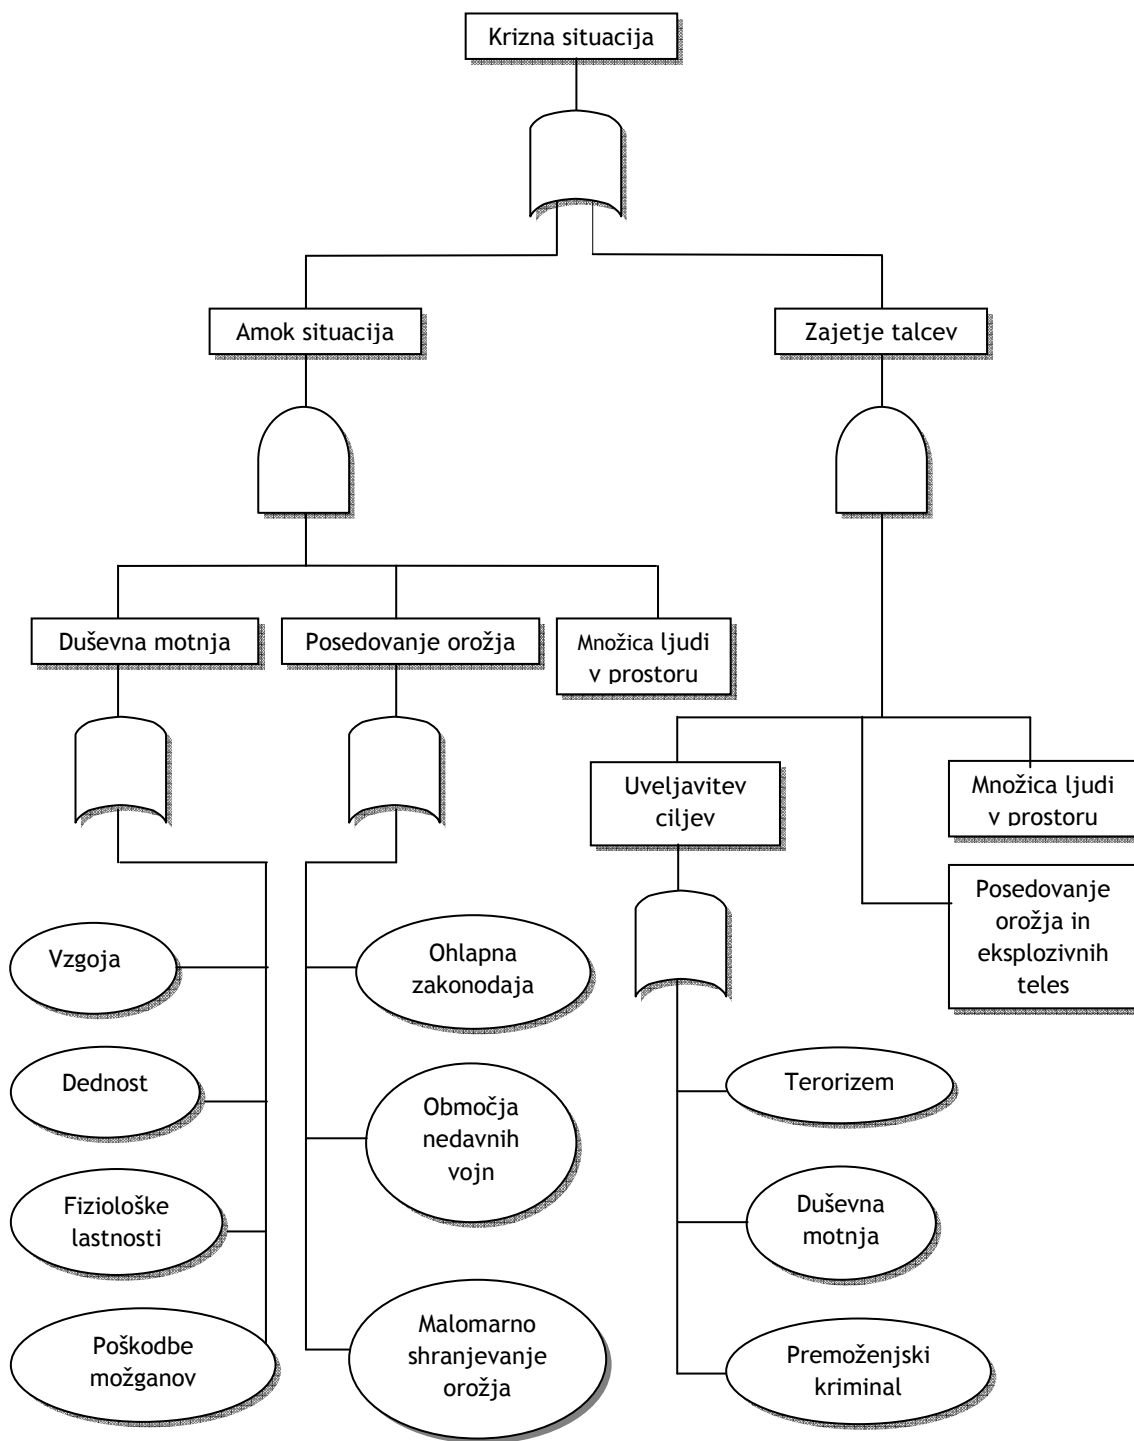 Krizna situacija
Amok situacija
Zajetje talcev
Duševna motnja
Posedovanje orožja
Množica ljudi
v prostoru
Uveljavitev
ciljev
Množica ljudi
v prostoru
Posedovanje
orožja in
eksplozivnih
teles
Vzgoja
Dednost
Fiziološke
lastnosti
Poškodbe
možganov
Ohlapna
zakonodaja
Območja
nedavnih
vojn
Malomarno
shranjevanje
orožja
Terorizem
Duševna
motnja
Premoženjski
kriminal